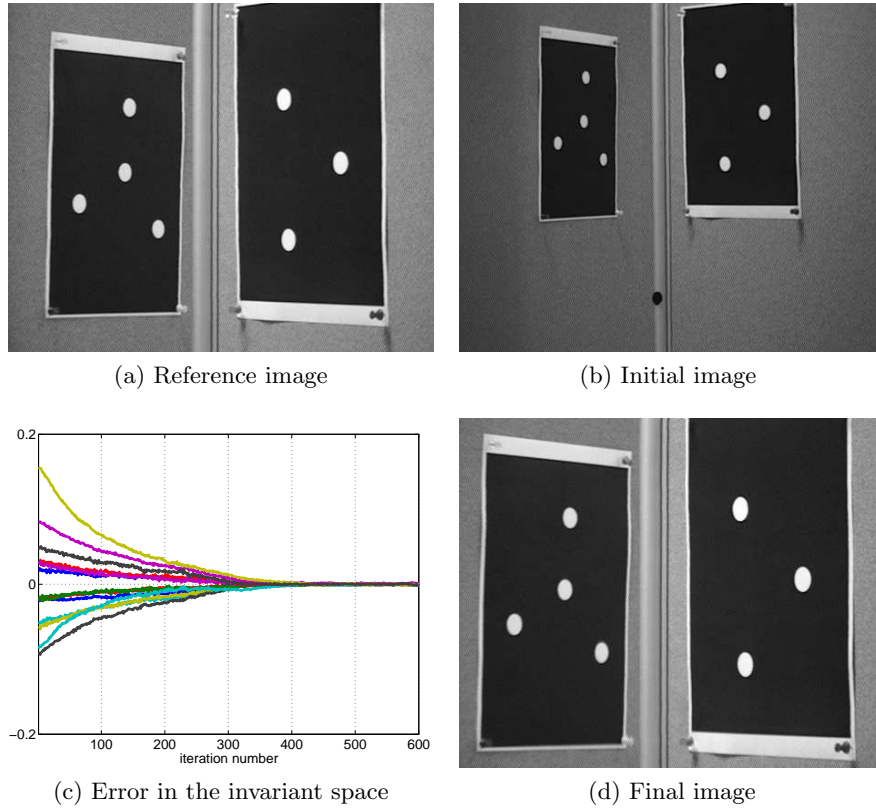 (a) Reference image
(b) Initial image
0.2
0
−0.2
100 200 300 400 500 600
iteration number
(c) Error in the invariant space
(d) Final image